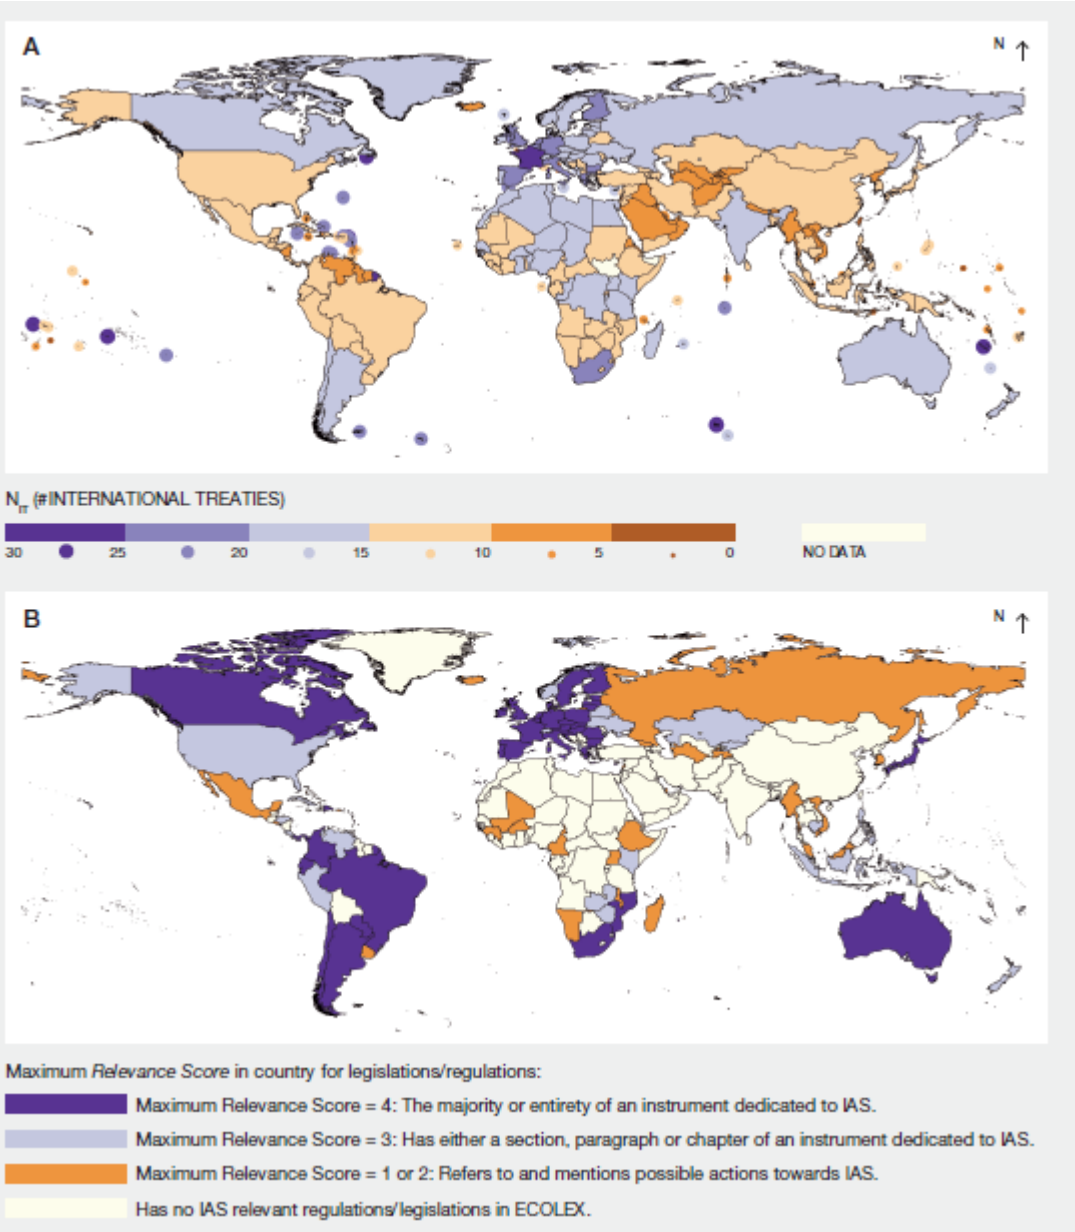 A
N ↑
N_IT (#INTERNATIONAL TREATIES)
30 25 20 15 10 5 0 NO DATA
B
N ↑
Maximum Relevance Score in country for legislations/regulations:
Maximum Relevance Score = 4: The majority or entirety of an instrument dedicated to IAS.
Maximum Relevance Score = 3: Has either a section, paragraph or chapter of an instrument dedicated to IAS.
Maximum Relevance Score = 1 or 2: Refers to and mentions possible actions towards IAS.
Has no IAS relevant regulations/legislations in ECOLEX.